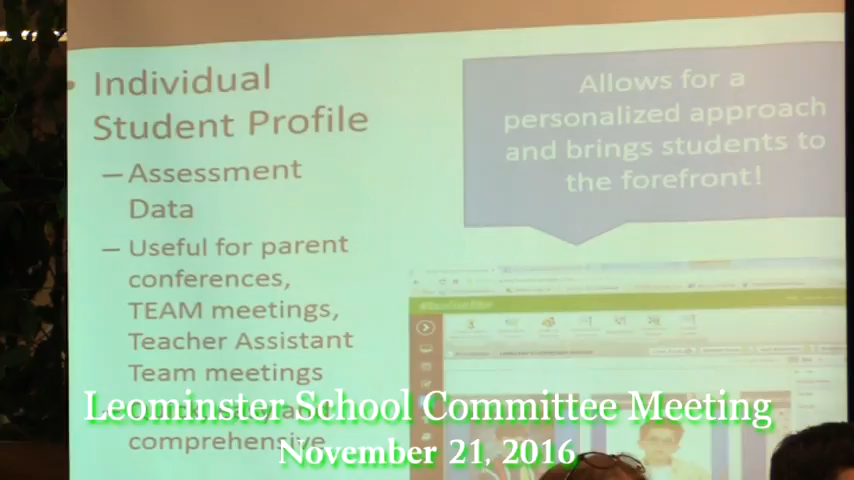 • Individual
Student Profile
– Assessment
Data
– Useful for parent
conferences,
TEAM meetings,
Teacher Assistant
Team meetings
comprehensive
Allows for a
personalized approach
and brings students to
the forefront!
Leominster School Committee Meeting
November 21, 2016